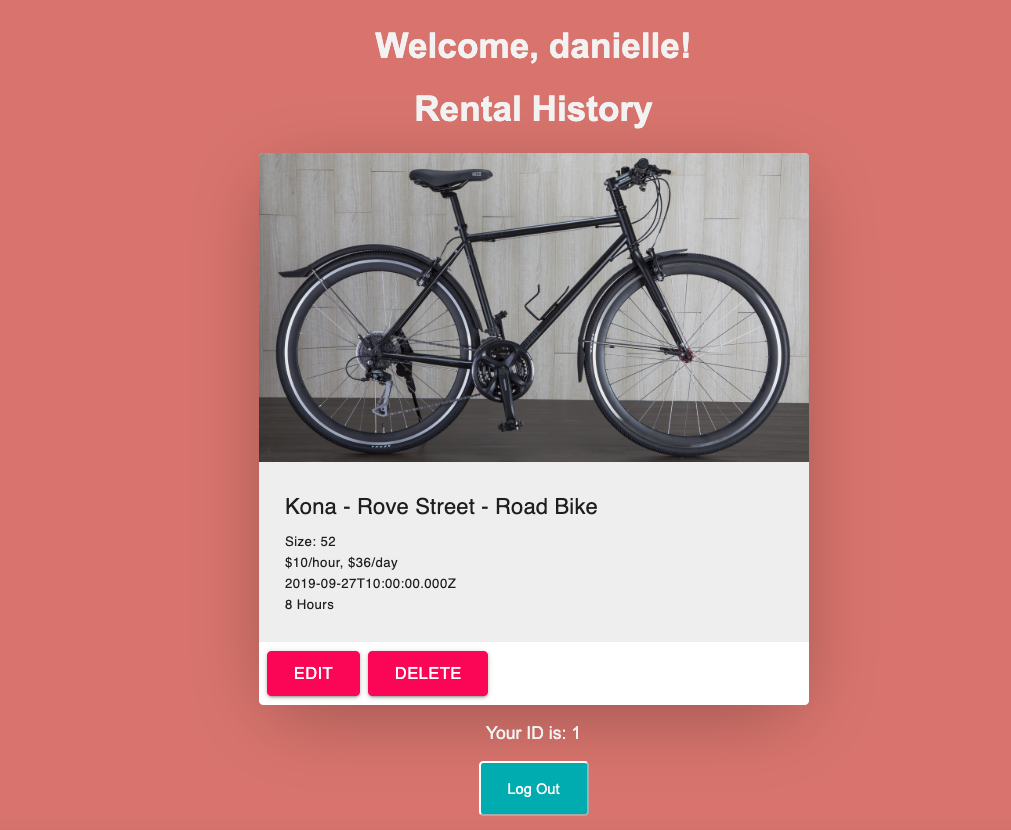 Welcome, danielle!
Rental History
Kona - Rove Street - Road Bike
Size: 52
$10/hour, $36/day
2019-09-27T10:00:00.000Z
8 Hours
EDIT DELETE
Your ID is: 1
Log Out